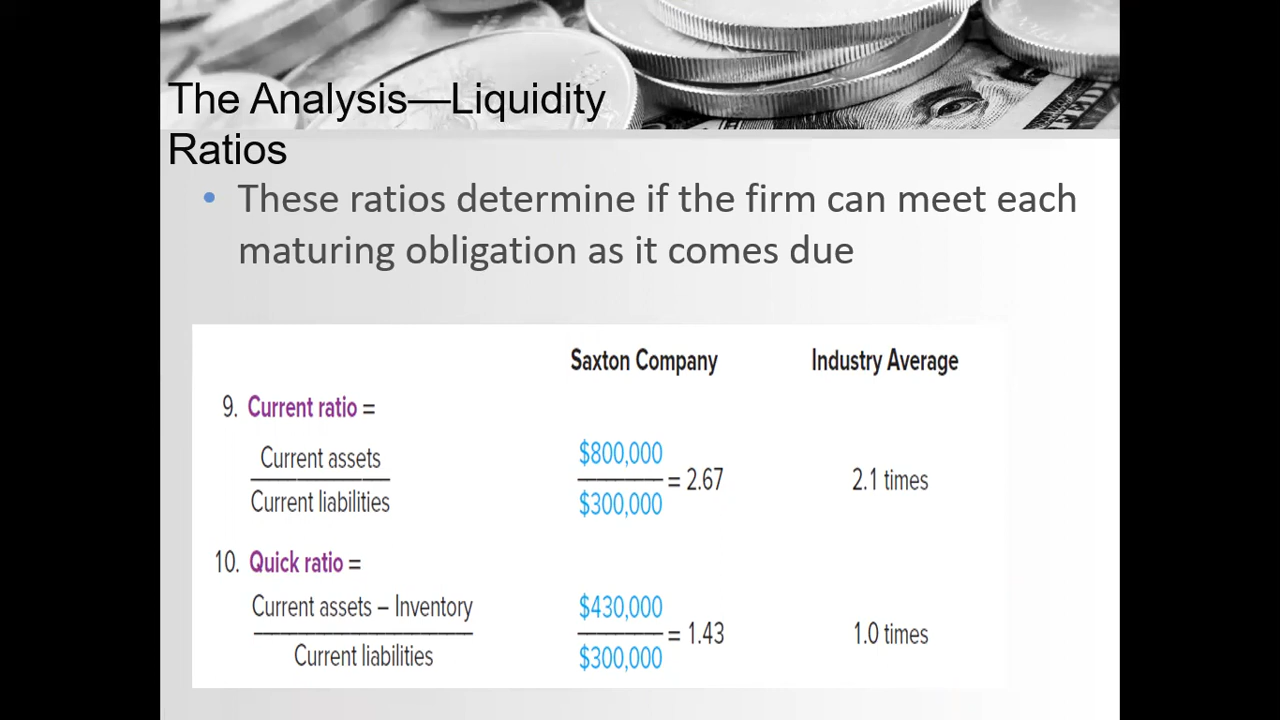 The Analysis—Liquidity
Ratios
• These ratios determine if the firm can meet each
maturing obligation as it comes due
Saxton Company Industry Average
9. Current ratio =
Current assets
Current liabilities
$800,000
$300,000
= 2.67
2.1 times
10. Quick ratio =
Current assets – Inventory
Current liabilities
$430,000
$300,000
= 1.43
1.0 times